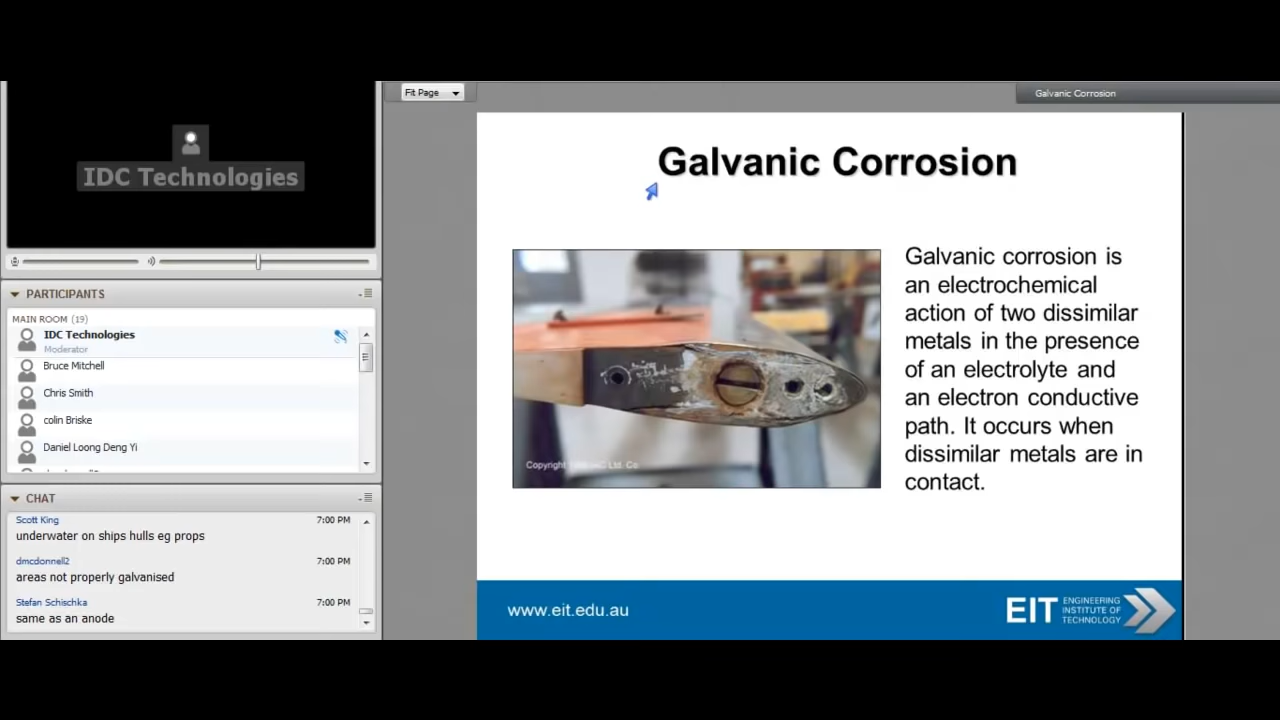 Fit Page
Galvanic Corrosion
IDC Technologies
PARTICIPANTS
MAIN ROOM (19)
IDC Technologies
Moderator
Bruce Mitchell
Chris Smith
colin Briske
Daniel Loong Deng Yi
CHAT
Scott King 7:00 PM
underwater on ships hulls eg props
dmcdonnell2 7:00 PM
areas not properly galvanised
Stefan Schischka 7:00 PM
same as an anode
Galvanic Corrosion
Galvanic corrosion is
an electrochemical
action of two dissimilar
metals in the presence
of an electrolyte and
an electron conductive
path. It occurs when
dissimilar metals are in
contact.
Copyright Ltd. Co
www.eit.edu.au
EIT ENGINEERING
INSTITUTE OF
TECHNOLOGY